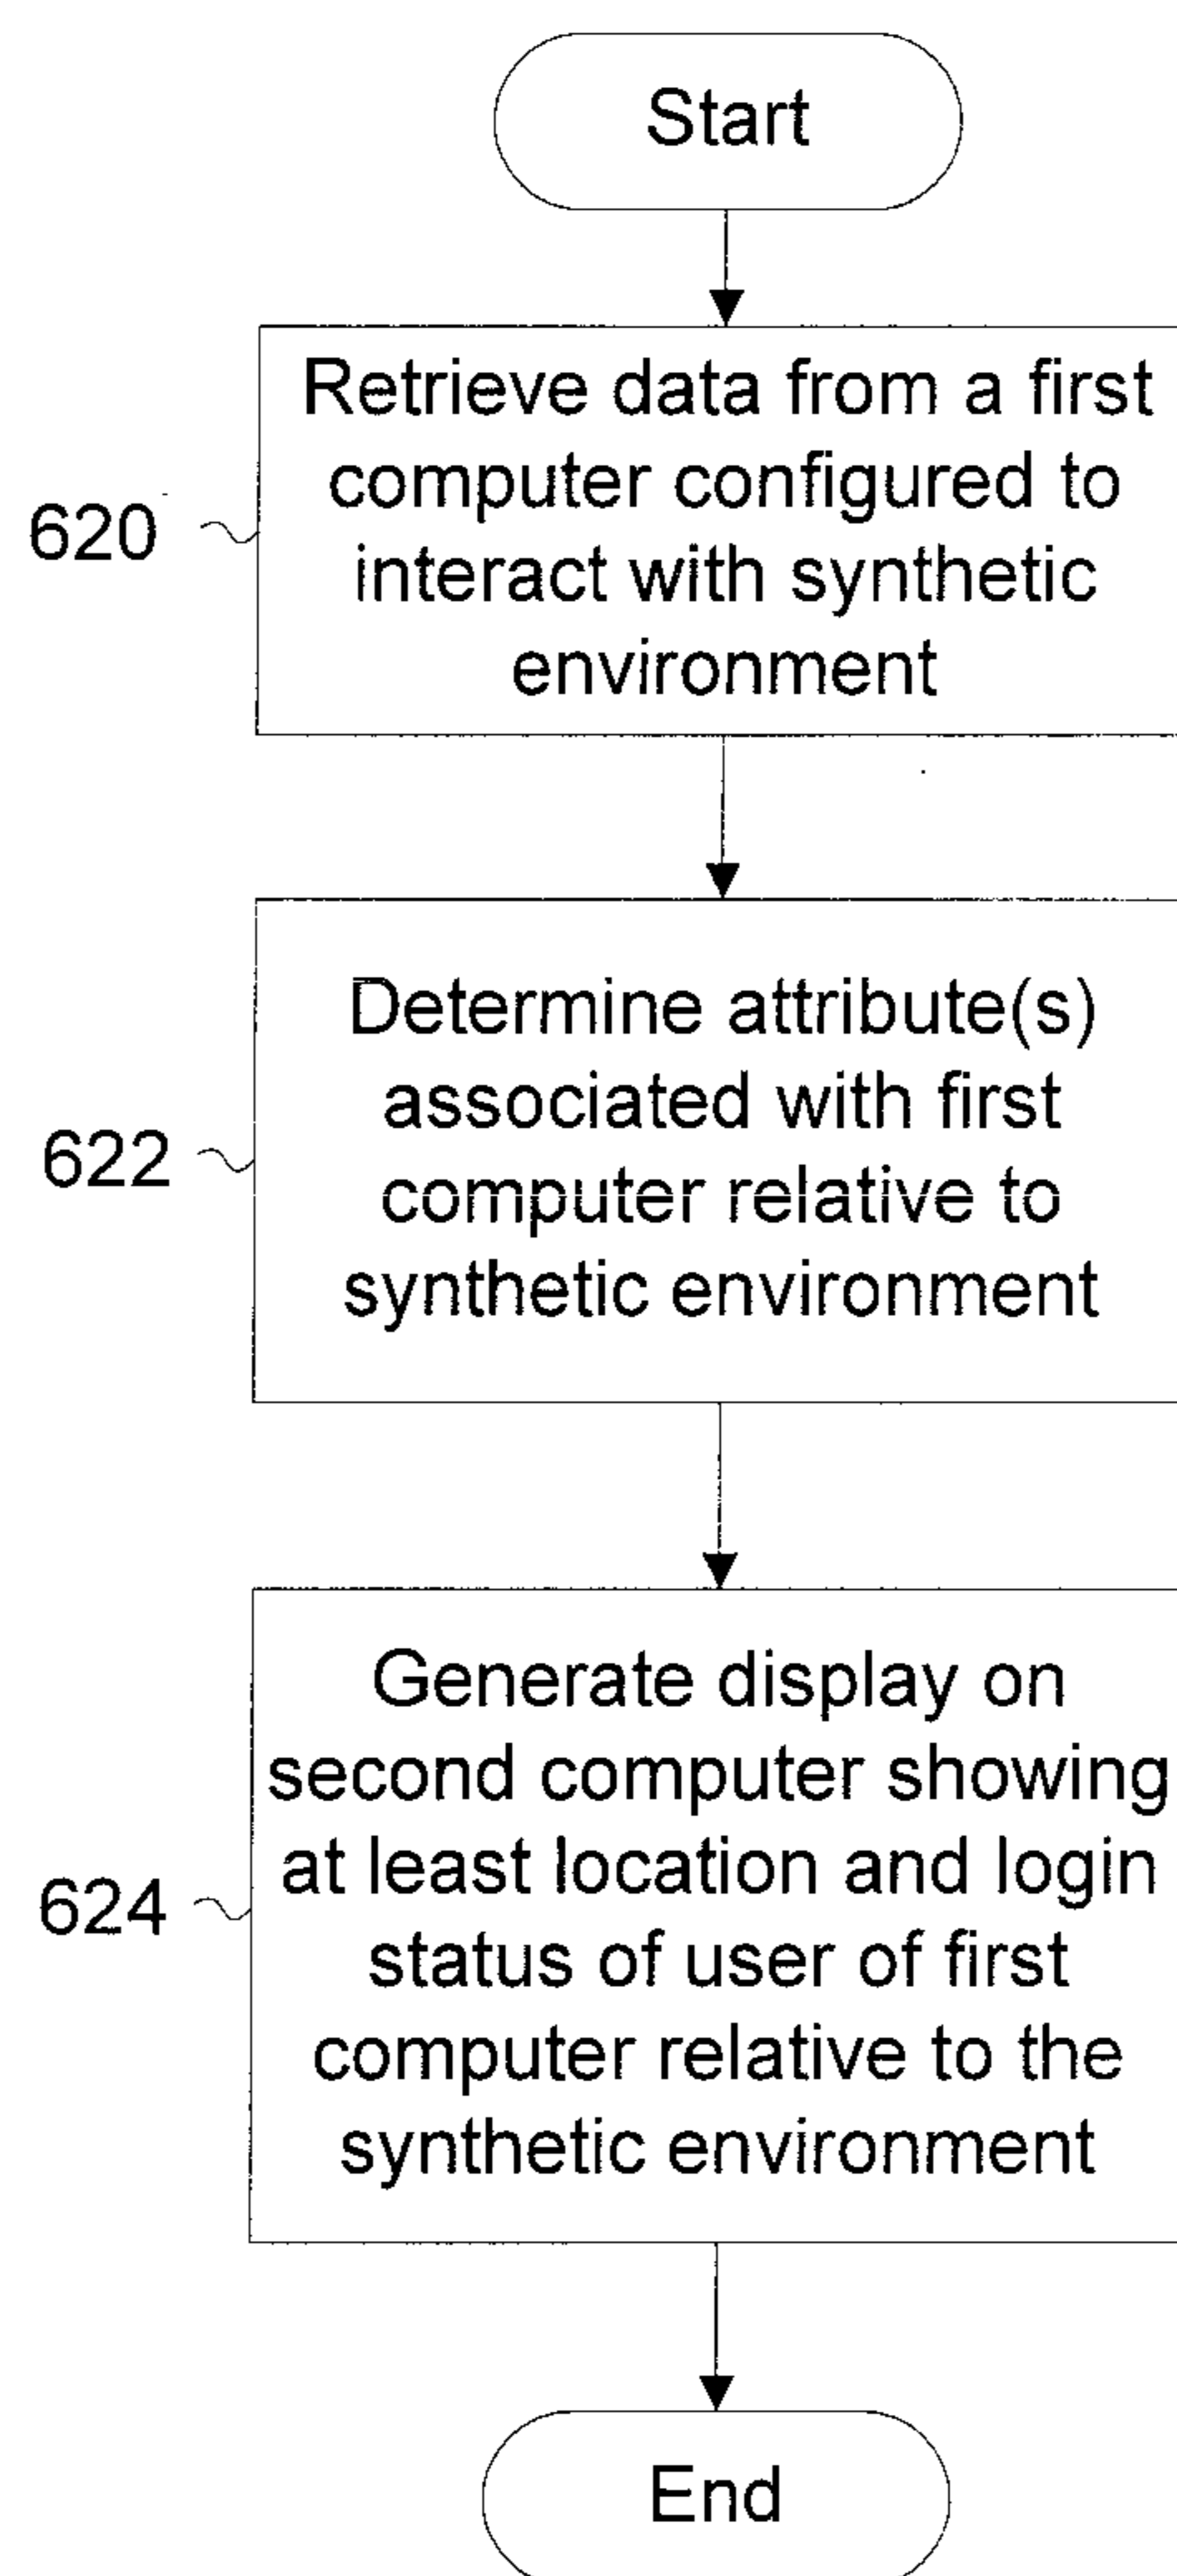 Start
Retrieve data from a first
computer configured to
interact with synthetic
environment
620
Determine attribute(s)
associated with first
computer relative to
synthetic environment
622
Generate display on
second computer showing
at least location and login
status of user of first
computer relative to the
synthetic environment
624
End